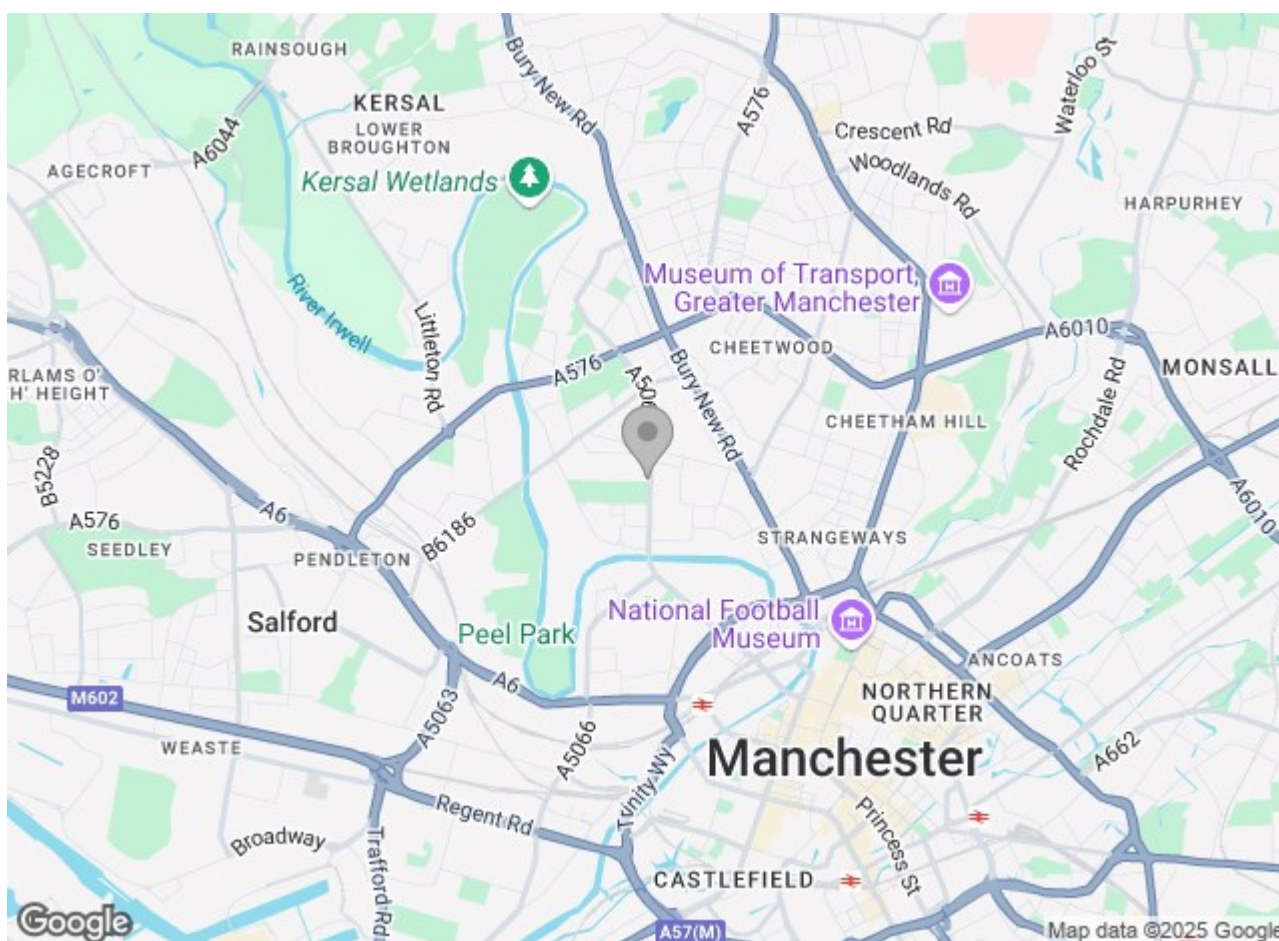 RAINSOUGH
Bury New Rd
KERSAL
LOWER
BROUGHTON
A6044
AGECROFT
Kersal Wetlands
A576
Crescent Rd
Waterloo St
Woodlands Rd
HARPURHEY
River Irwell
Littleton Rd
Museum of Transport,
Greater Manchester
A6010
CHEETWOOD
MONSALL
A576
RLAMS O'
TH' HEIGHT
Bury New Rd
CHEETHAM HILL
Rochdale Rd
B5228
A6
A576
SEEDLEY
B6186
PENDLETON
A6010
STRANGEWAYS
Salford
Peel Park
National Football
Museum
ANCOATS
A6
NORTHERN
QUARTER
M602
A5063
WEASTE
A5066
Manchester
A662
Trinity Wy
Regent Rd
Broadway
Princess St
Trafford Rd
CASTLEFIELD
Google
A57(M)
Map data ©2025 Google